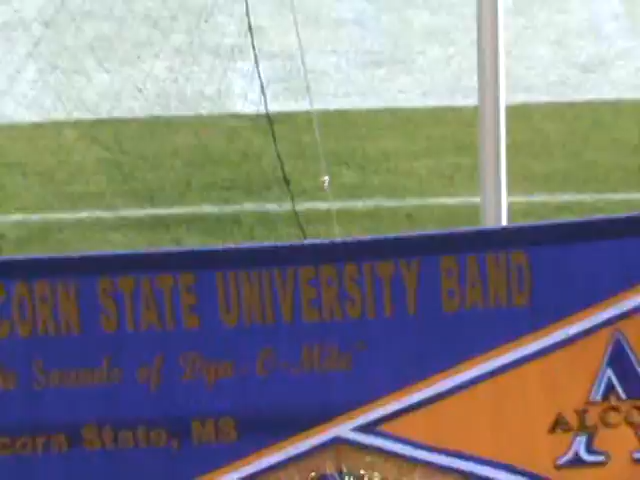 CORN STATE UNIVERSITY BAND
Sounds of Dyn-O-Mite"
corn State, MS
A
ALCO